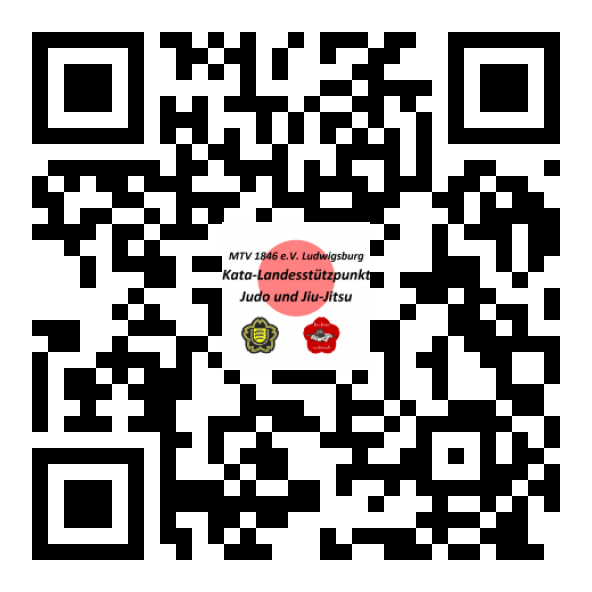 MTV 1846 e.V. Ludwigsburg
Kata-Landesstützpunkt
Judo und Jiu-Jitsu